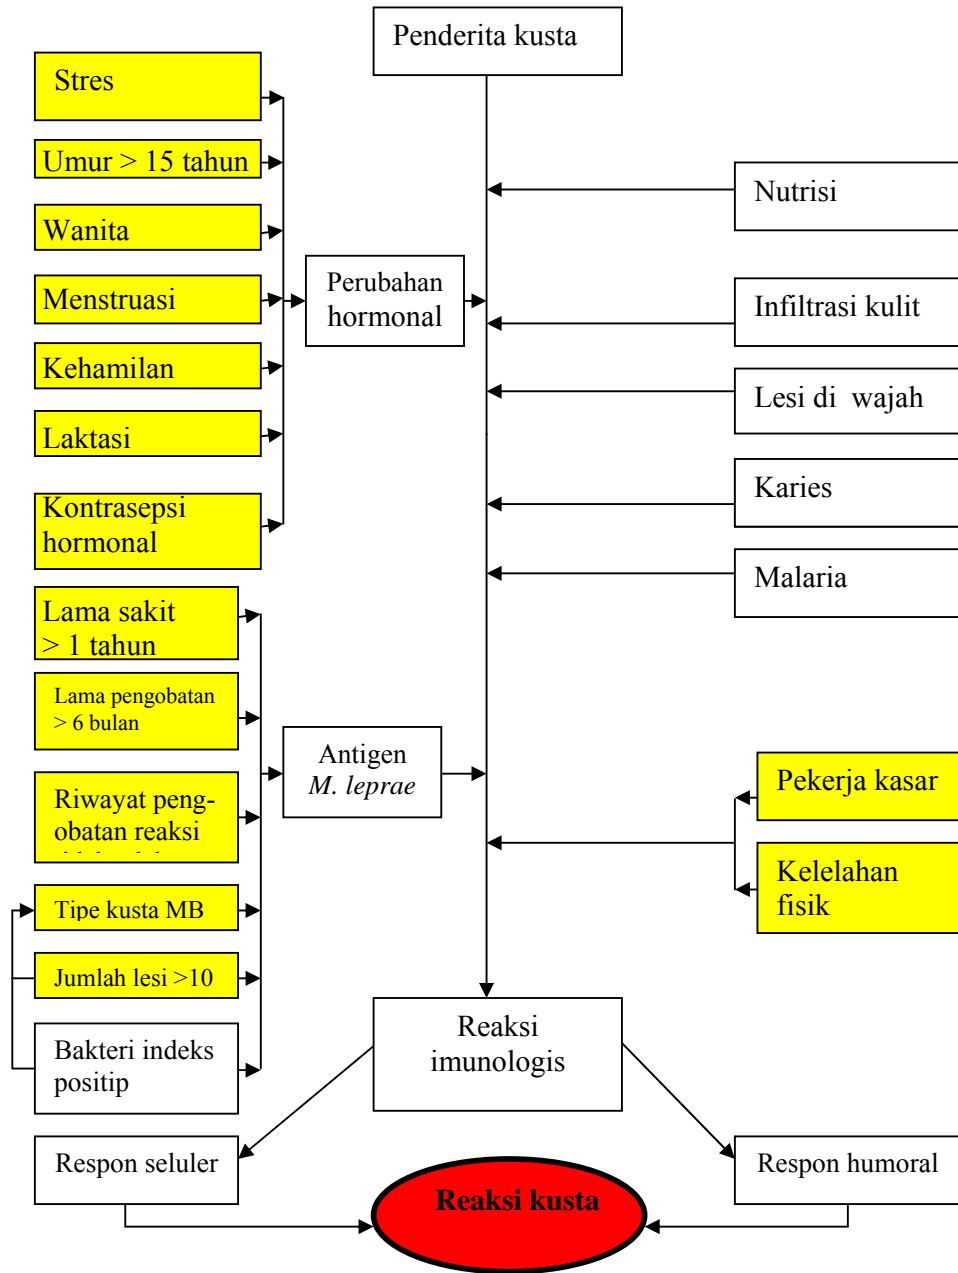 Penderita kusta
Stres
Umur > 15 tahun
Wanita
Menstruasi
Kehamilan
Laktasi
Kontrasepsi
hormonal
Perubahan
hormonal
Nutrisi
Infiltrasi kulit
Lesi di wajah
Karies
Malaria
Lama sakit
> 1 tahun
Lama pengobatan
> 6 bulan
Riwayat peng-
obatan reaksi
Tipe kusta MB
Jumlah lesi >10
Bakteri indeks
positip
Antigen
M. leprae
Pekerja kasar
Kelelahan
fisik
Reaksi
imunologis
Respon seluler
Respon humoral
Reaksi kusta